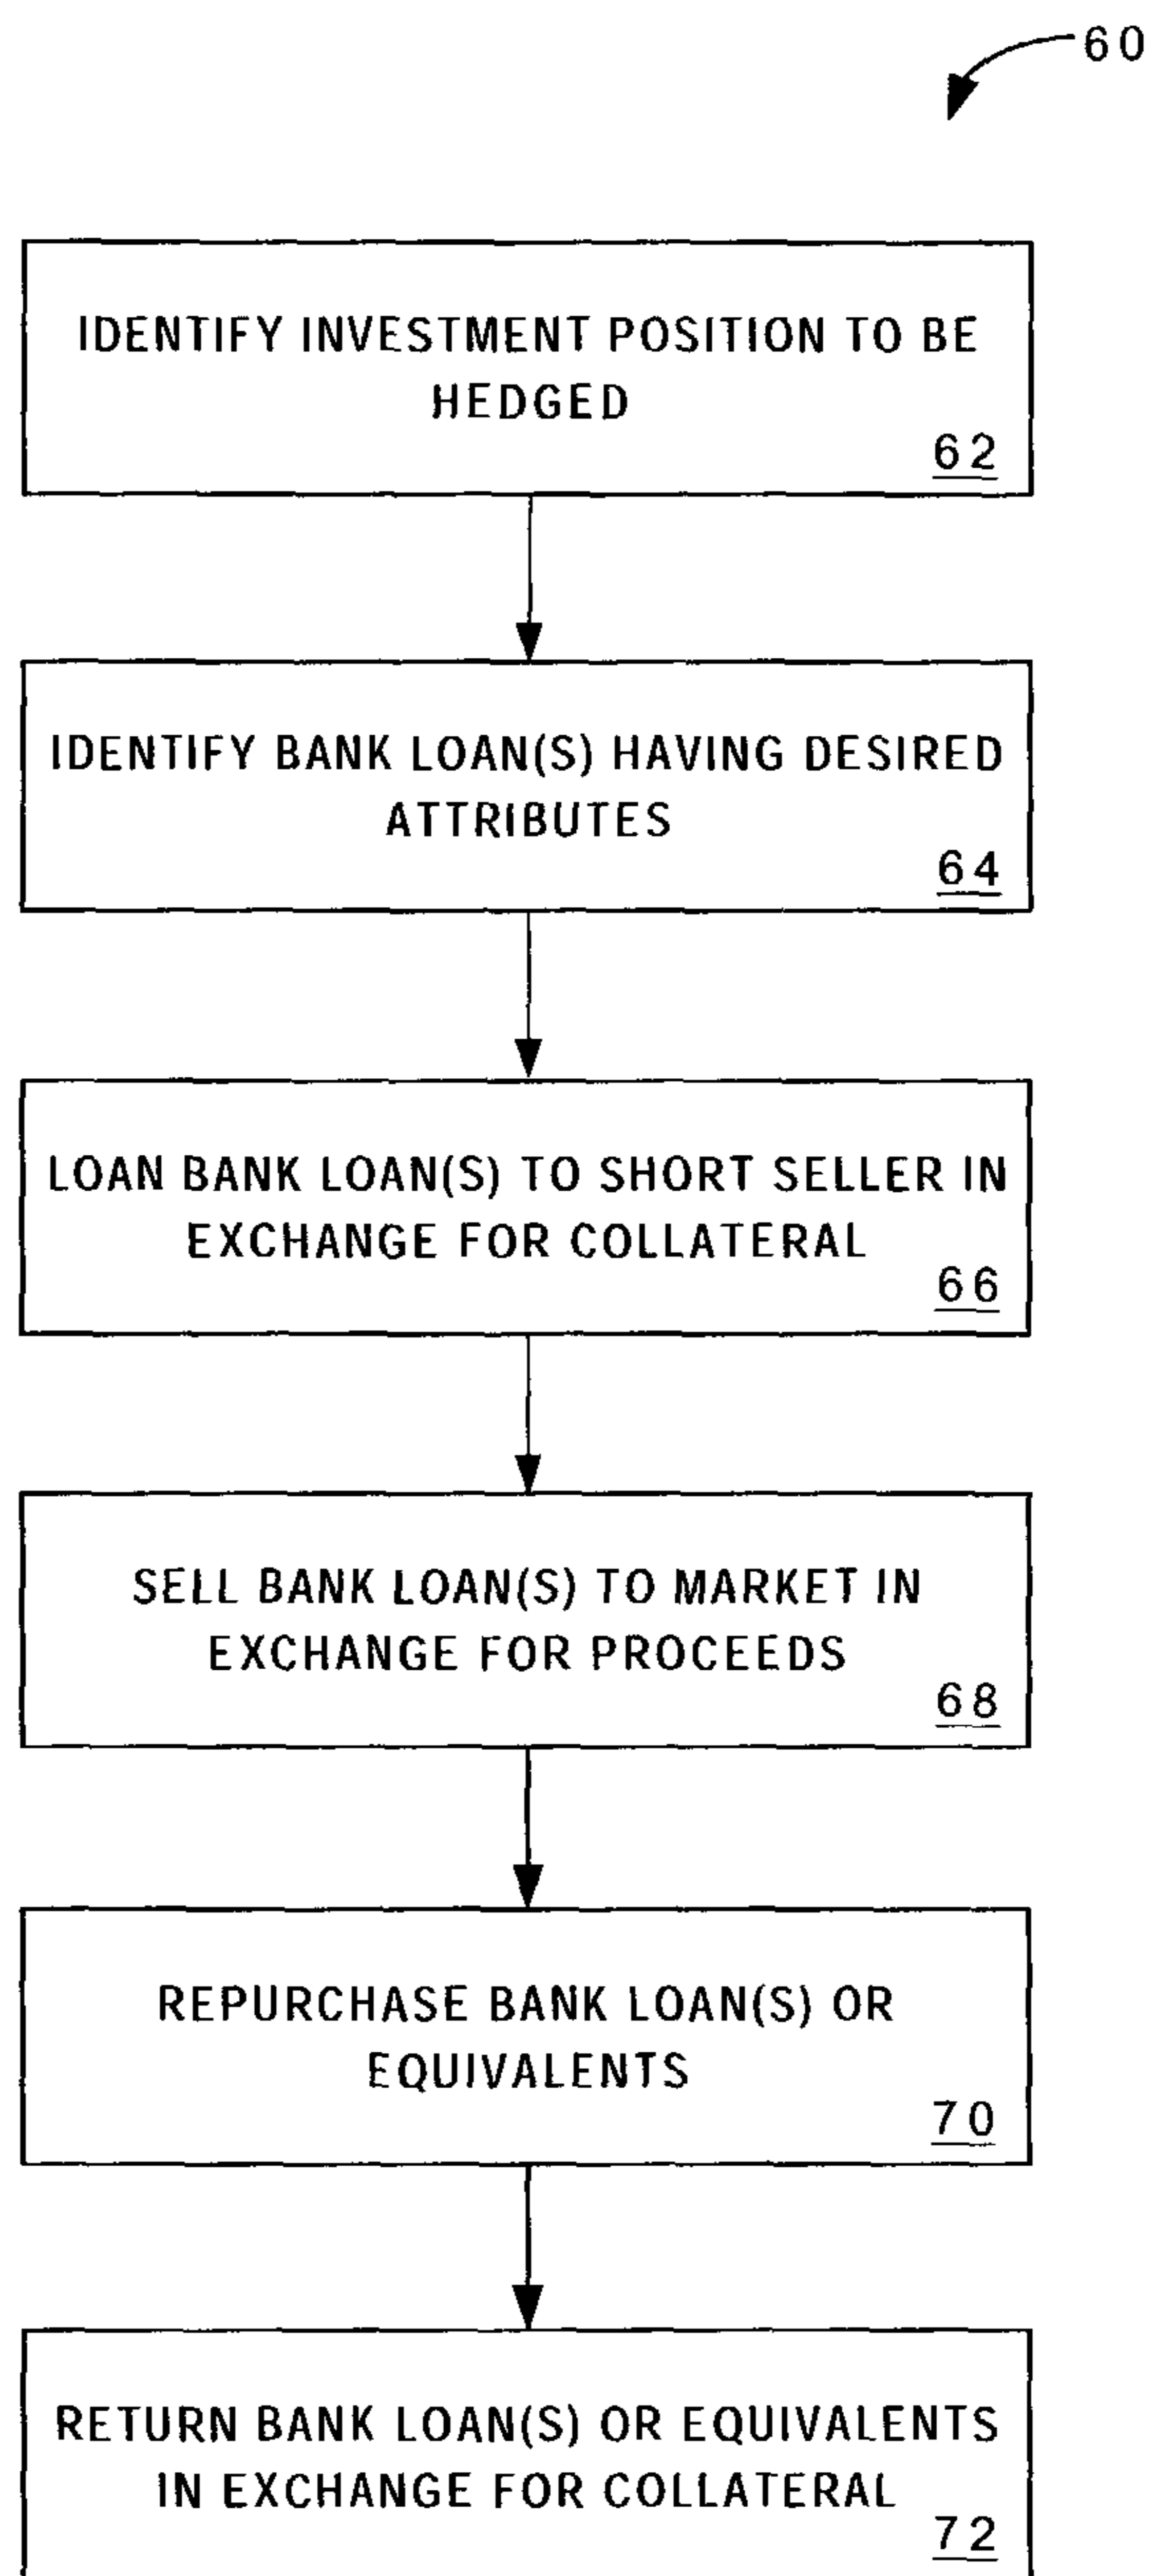 60
IDENTIFY INVESTMENT POSITION TO BE
HEDGED
62
IDENTIFY BANK LOAN(S) HAVING DESIRED
ATTRIBUTES
64
LOAN BANK LOAN(S) TO SHORT SELLER IN
EXCHANGE FOR COLLATERAL
66
SELL BANK LOAN(S) TO MARKET IN
EXCHANGE FOR PROCEEDS
68
REPURCHASE BANK LOAN(S) OR
EQUIVALENTS
70
RETURN BANK LOAN(S) OR EQUIVALENTS
IN EXCHANGE FOR COLLATERAL
72